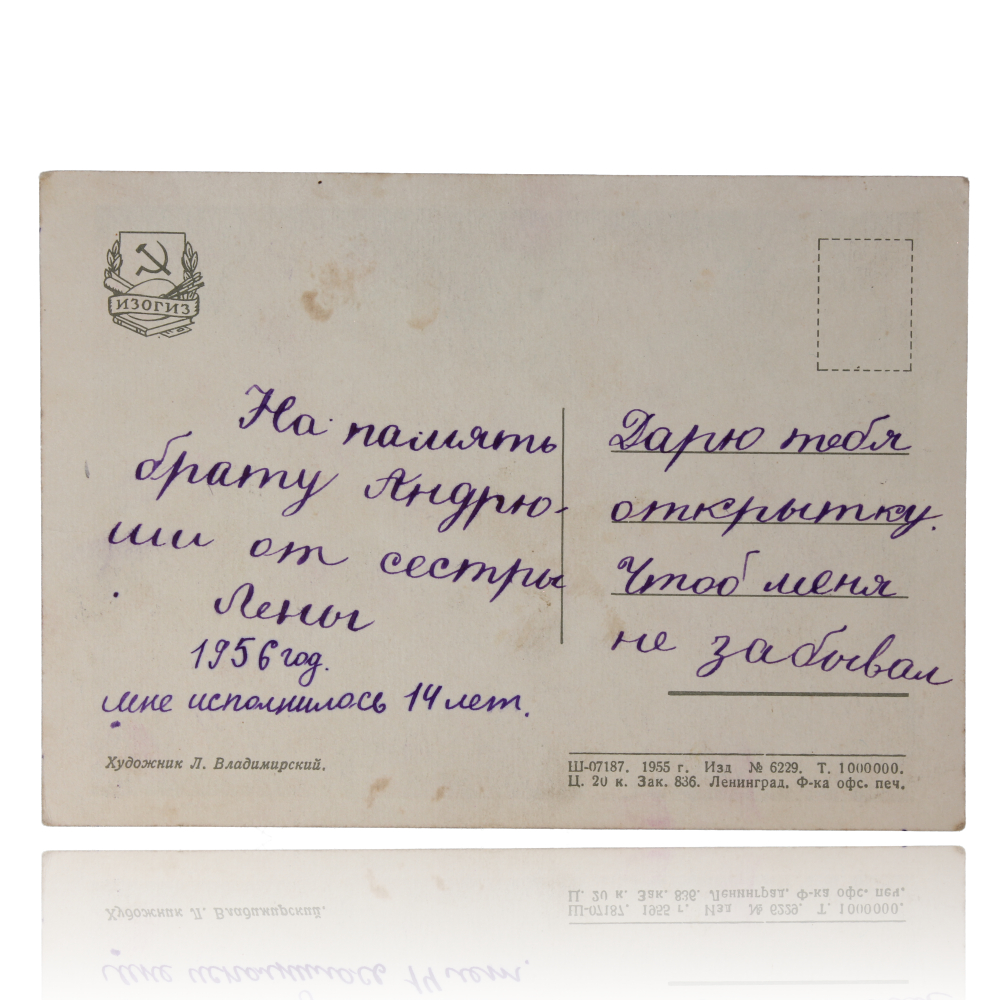 ИЗОГИЗ
На память
брату Андрю-
ши от сестры
Лены
1956 год.
мне исполнилось 14 лет.
Дарю тебя
открытку.
Чтоб меня
не забывал
Художник Л. Владимирский.
Ш-07187. 1955 г. Изд № 6229. Т. 1000000.
Ц. 20 к. Зак. 836. Ленинград. Ф-ка офс. печ.